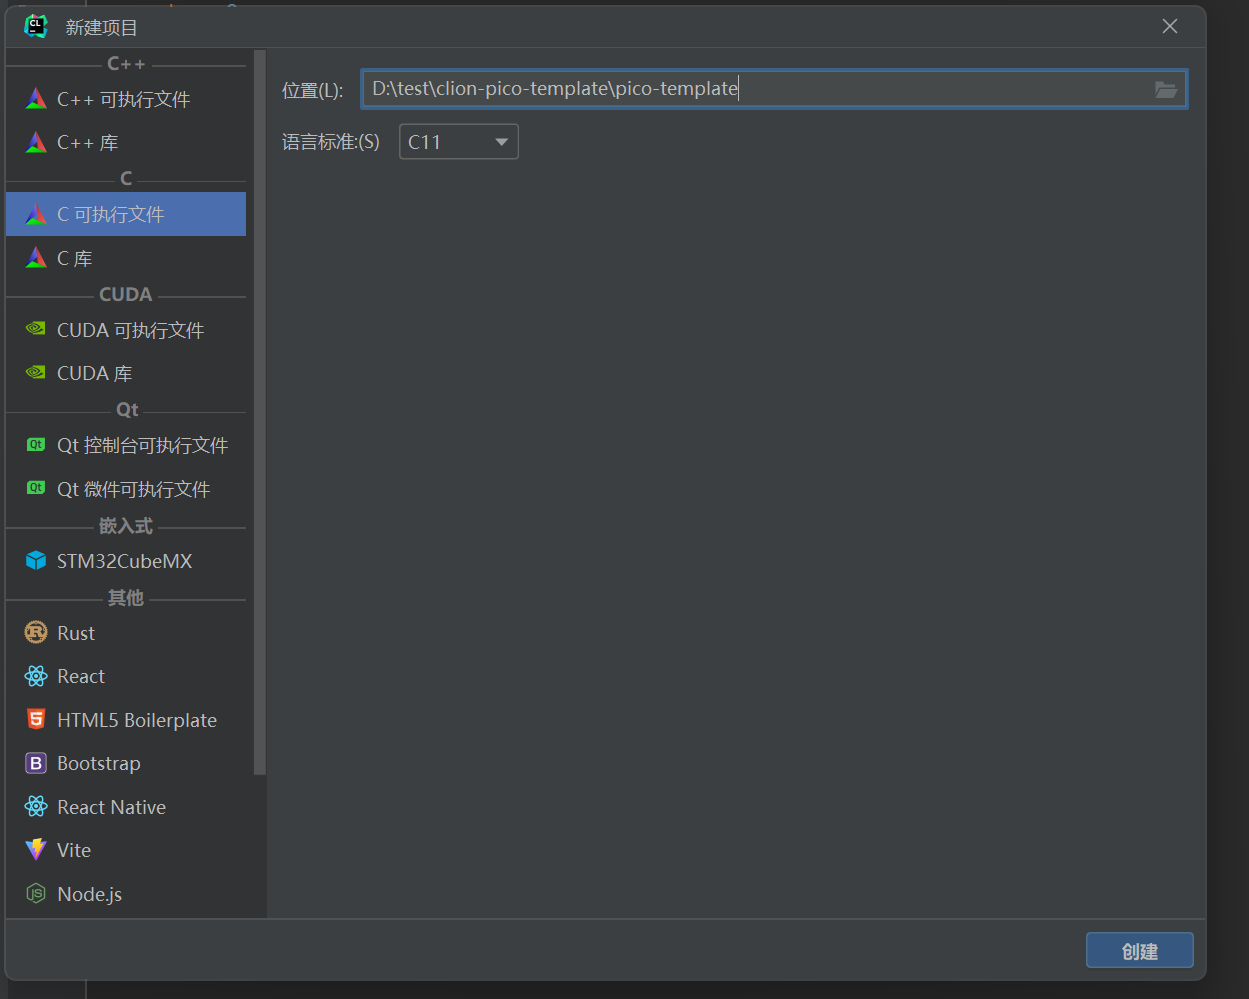 新建项目
C++
C++ 可执行文件
C++ 库
C
C 可执行文件
C 库
CUDA
CUDA 可执行文件
CUDA 库
Qt
Qt 控制台可执行文件
Qt 微件可执行文件
嵌入式
STM32CubeMX
其他
Rust
React
HTML5 Boilerplate
Bootstrap
React Native
Vite
Node.js
位置(L): D:\test\clion-pico-template\pico-template
语言标准:(S) C11
创建